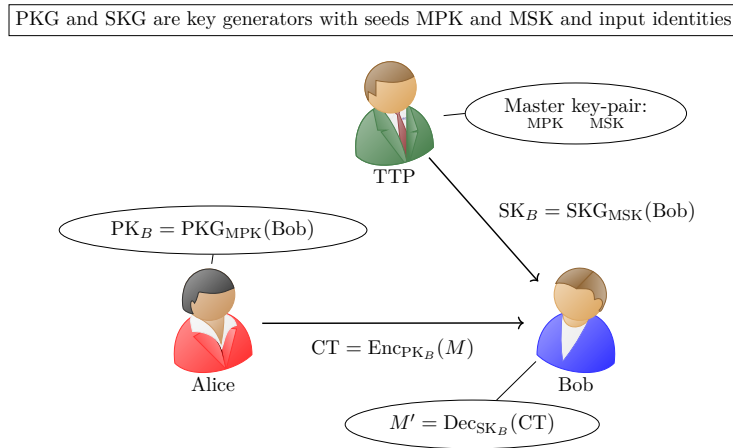 PKG and SKG are key generators with seeds MPK and MSK and input identities
Master key-pair:
MPK MSK
TTP
SK_B = SKG_MSK(Bob)
PK_B = PKG_MPK(Bob)
CT = Enc_PK_B(M)
Alice
Bob
M′ = Dec_SK_B(CT)